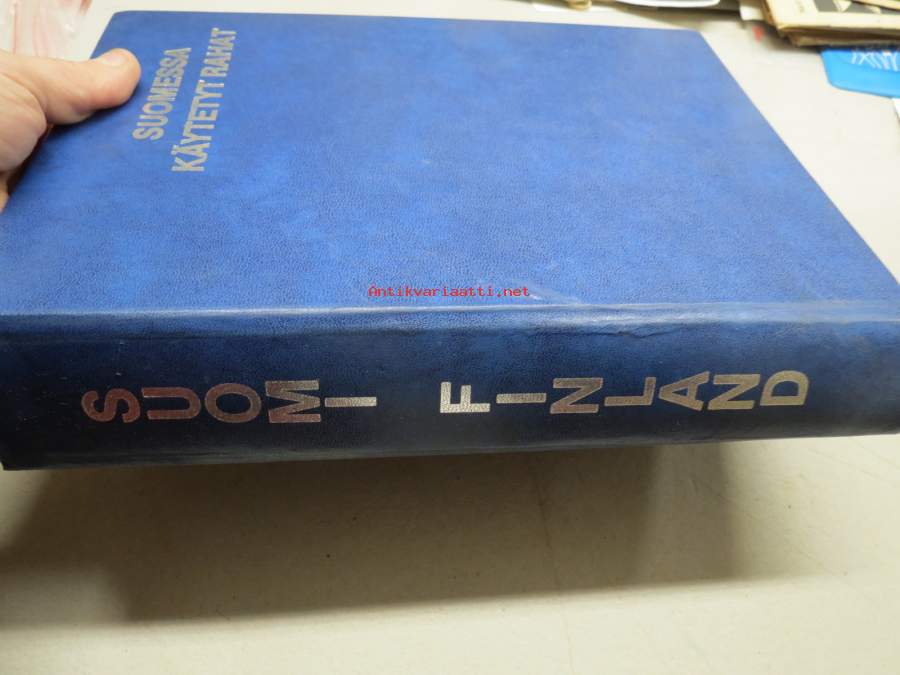 SUOMESSA
KÄYTETYT RAHAT
Antikvariaatti.net
SUOMI FINLAND